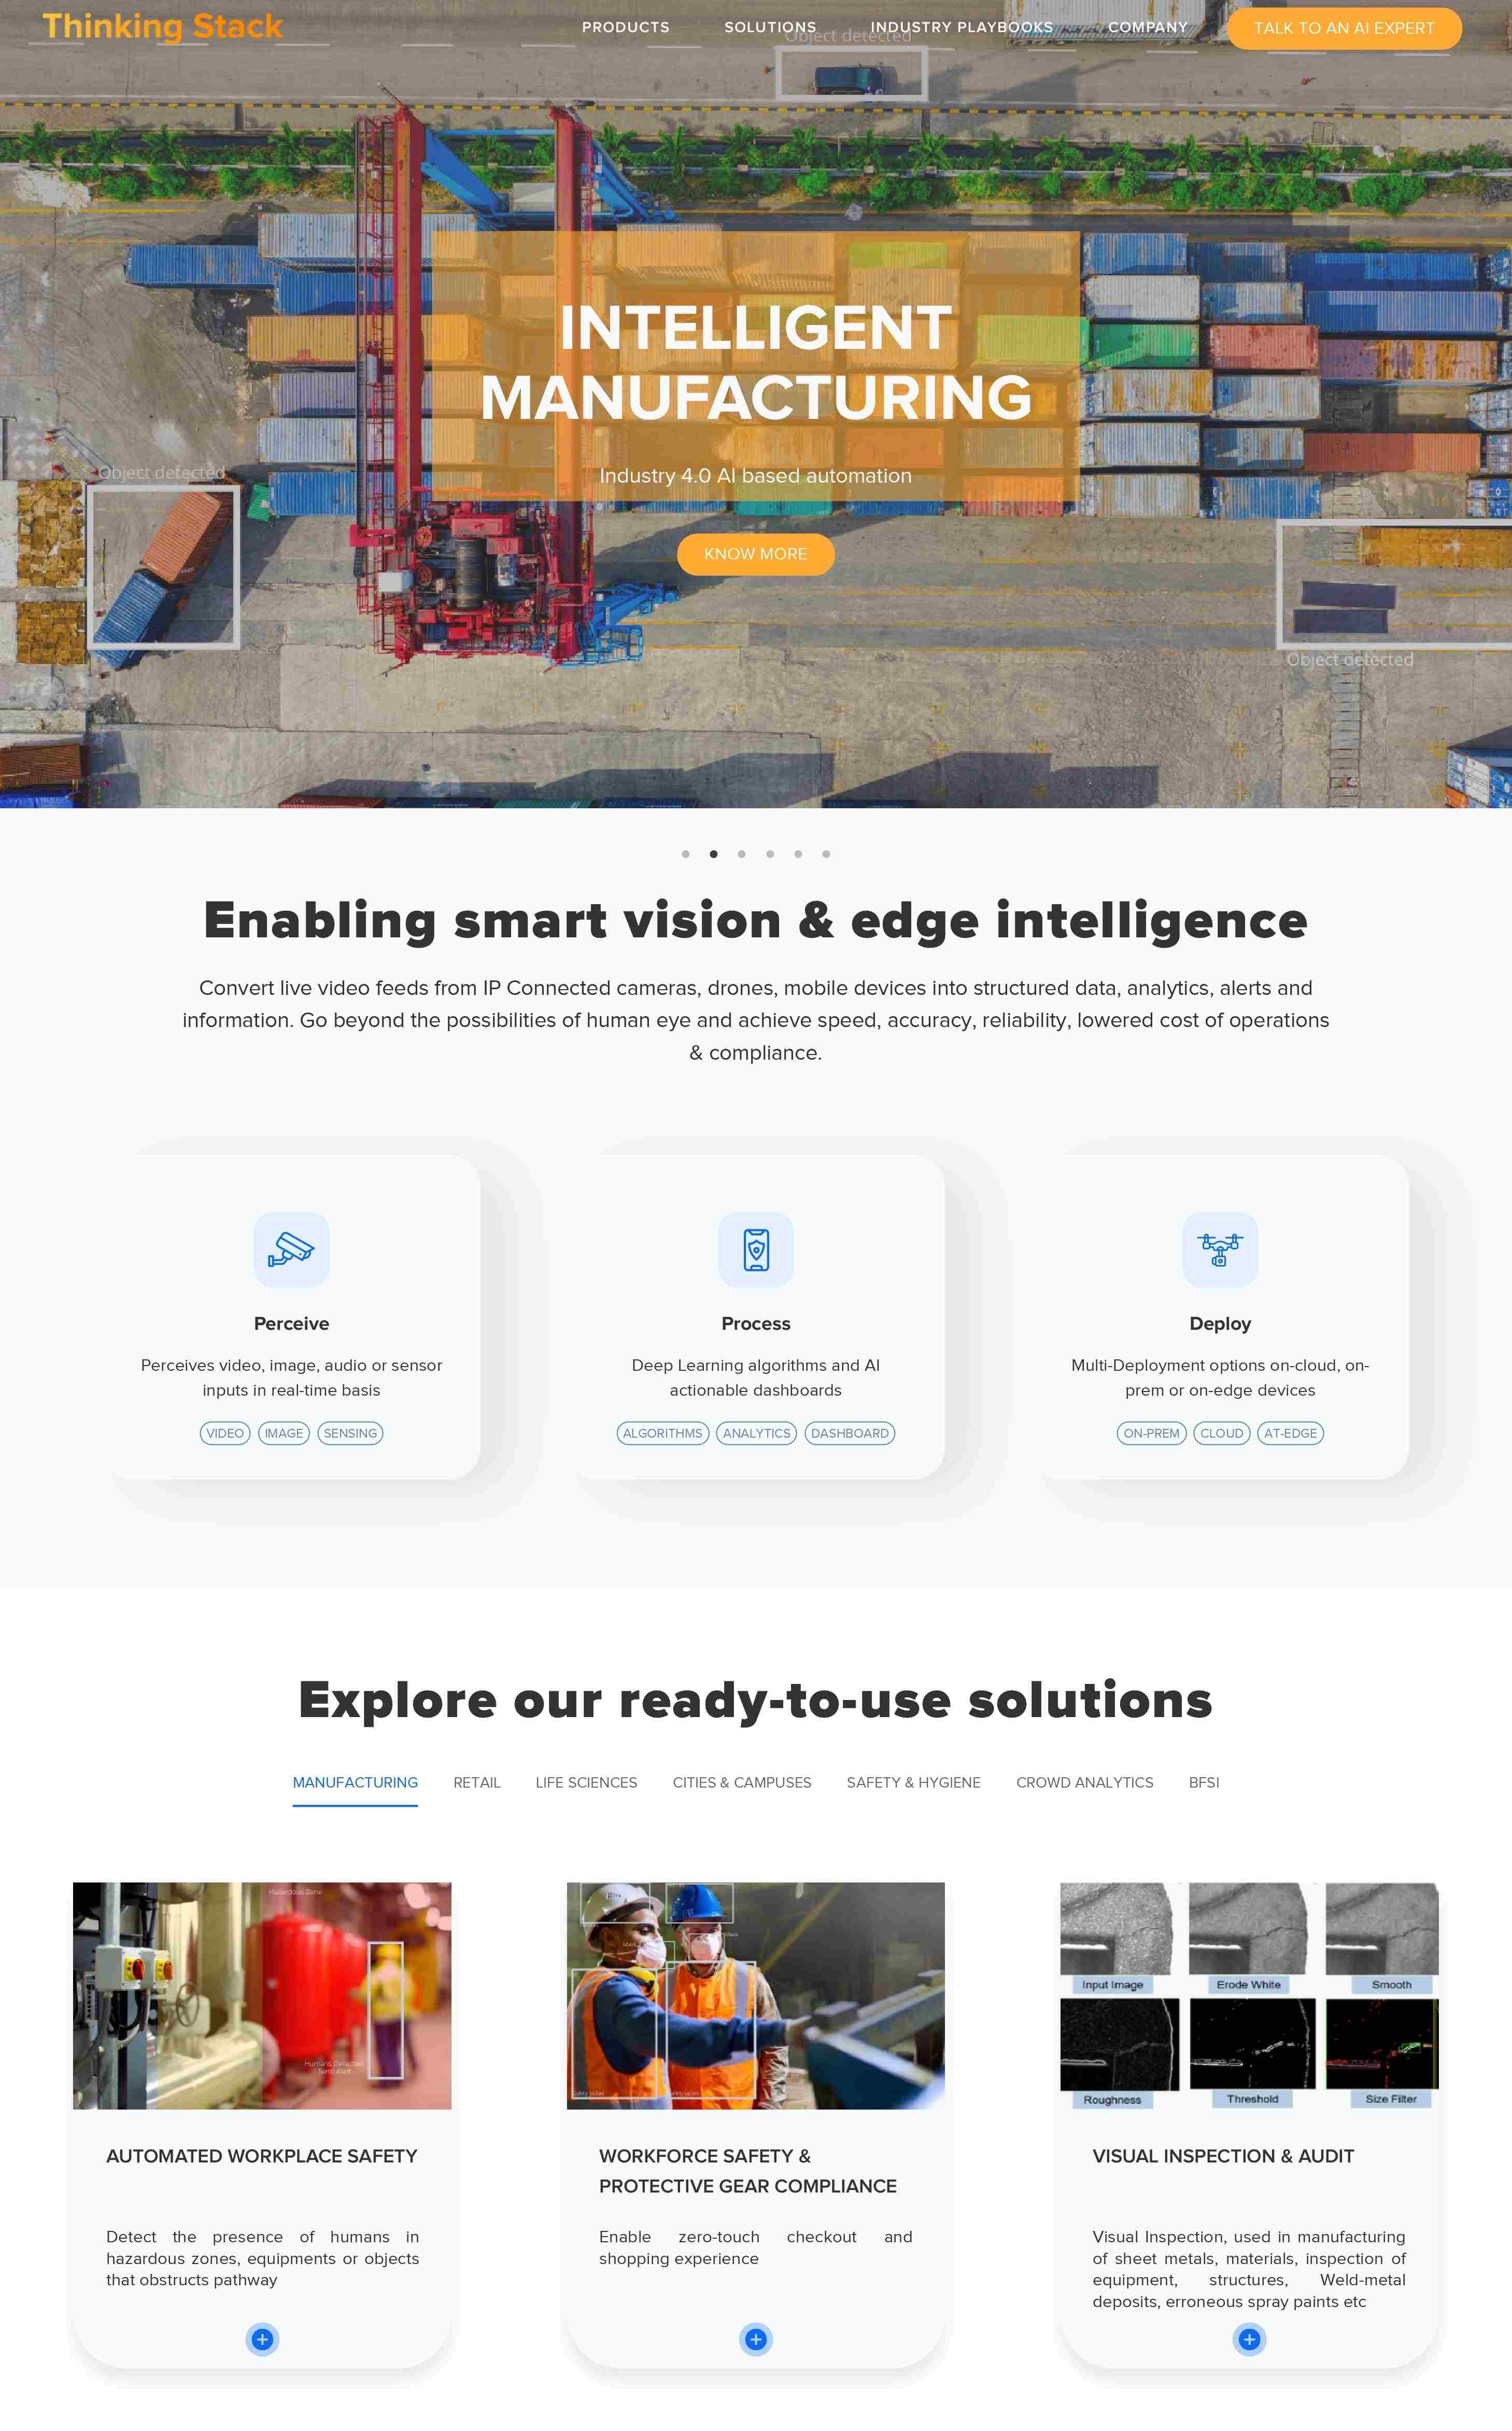 Thinking Stack
PRODUCTS SOLUTIONS INDUSTRY PLAYBOOKS COMPANY TALK TO AN AI EXPERT
Object detected
INTELLIGENT
MANUFACTURING
Industry 4.0 AI based automation
Object detected
KNOW MORE
Object detected
Enabling smart vision & edge intelligence
Convert live video feeds from IP Connected cameras, drones, mobile devices into structured data, analytics, alerts and
information. Go beyond the possibilities of human eye and achieve speed, accuracy, reliability, lowered cost of operations
& compliance.
Perceive
Perceives video, image, audio or sensor
inputs in real-time basis
VIDEO IMAGE SENSING
Process
Deep Learning algorithms and AI
actionable dashboards
ALGORITHMS ANALYTICS DASHBOARD
Deploy
Multi-Deployment options on-cloud, on-
prem or on-edge devices
ON-PREM CLOUD AT-EDGE
Explore our ready-to-use solutions
MANUFACTURING RETAIL LIFE SCIENCES CITIES & CAMPUSES SAFETY & HYGIENE CROWD ANALYTICS BFSI
Hazardous Zone
Humans Detected
Send Alert
AUTOMATED WORKPLACE SAFETY
Detect the presence of humans in
hazardous zones, equipments or objects
that obstructs pathway
Mask
Safety Jacket
WORKFORCE SAFETY &
PROTECTIVE GEAR COMPLIANCE
Enable zero-touch checkout and
shopping experience
Input Image Erode White Smooth
Roughness Threshold Size Filter
VISUAL INSPECTION & AUDIT
Visual Inspection, used in manufacturing
of sheet metals, materials, inspection of
equipment, structures, Weld-metal
deposits, erroneous spray paints etc